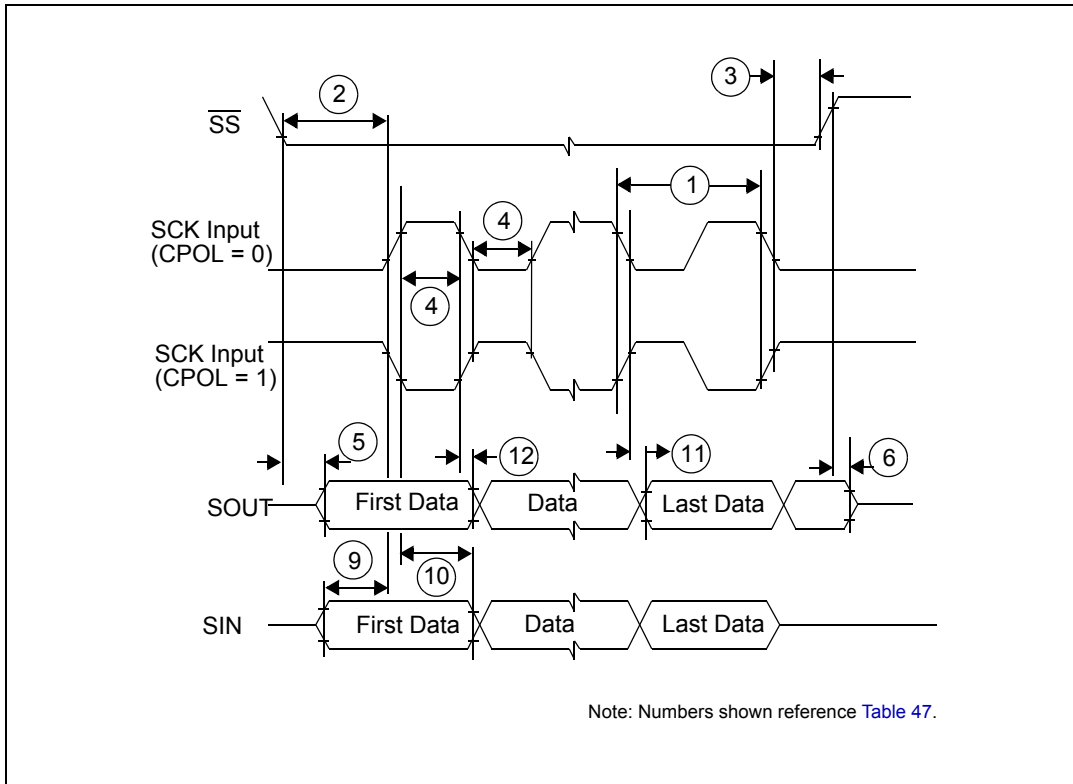 3
2
SS
1
SCK Input
(CPOL = 0)
4
4
SCK Input
(CPOL = 1)
5
12
11
6
SOUT
First Data
Data
Last Data
9
10
SIN
First Data
Data
Last Data
Note: Numbers shown reference Table 47.